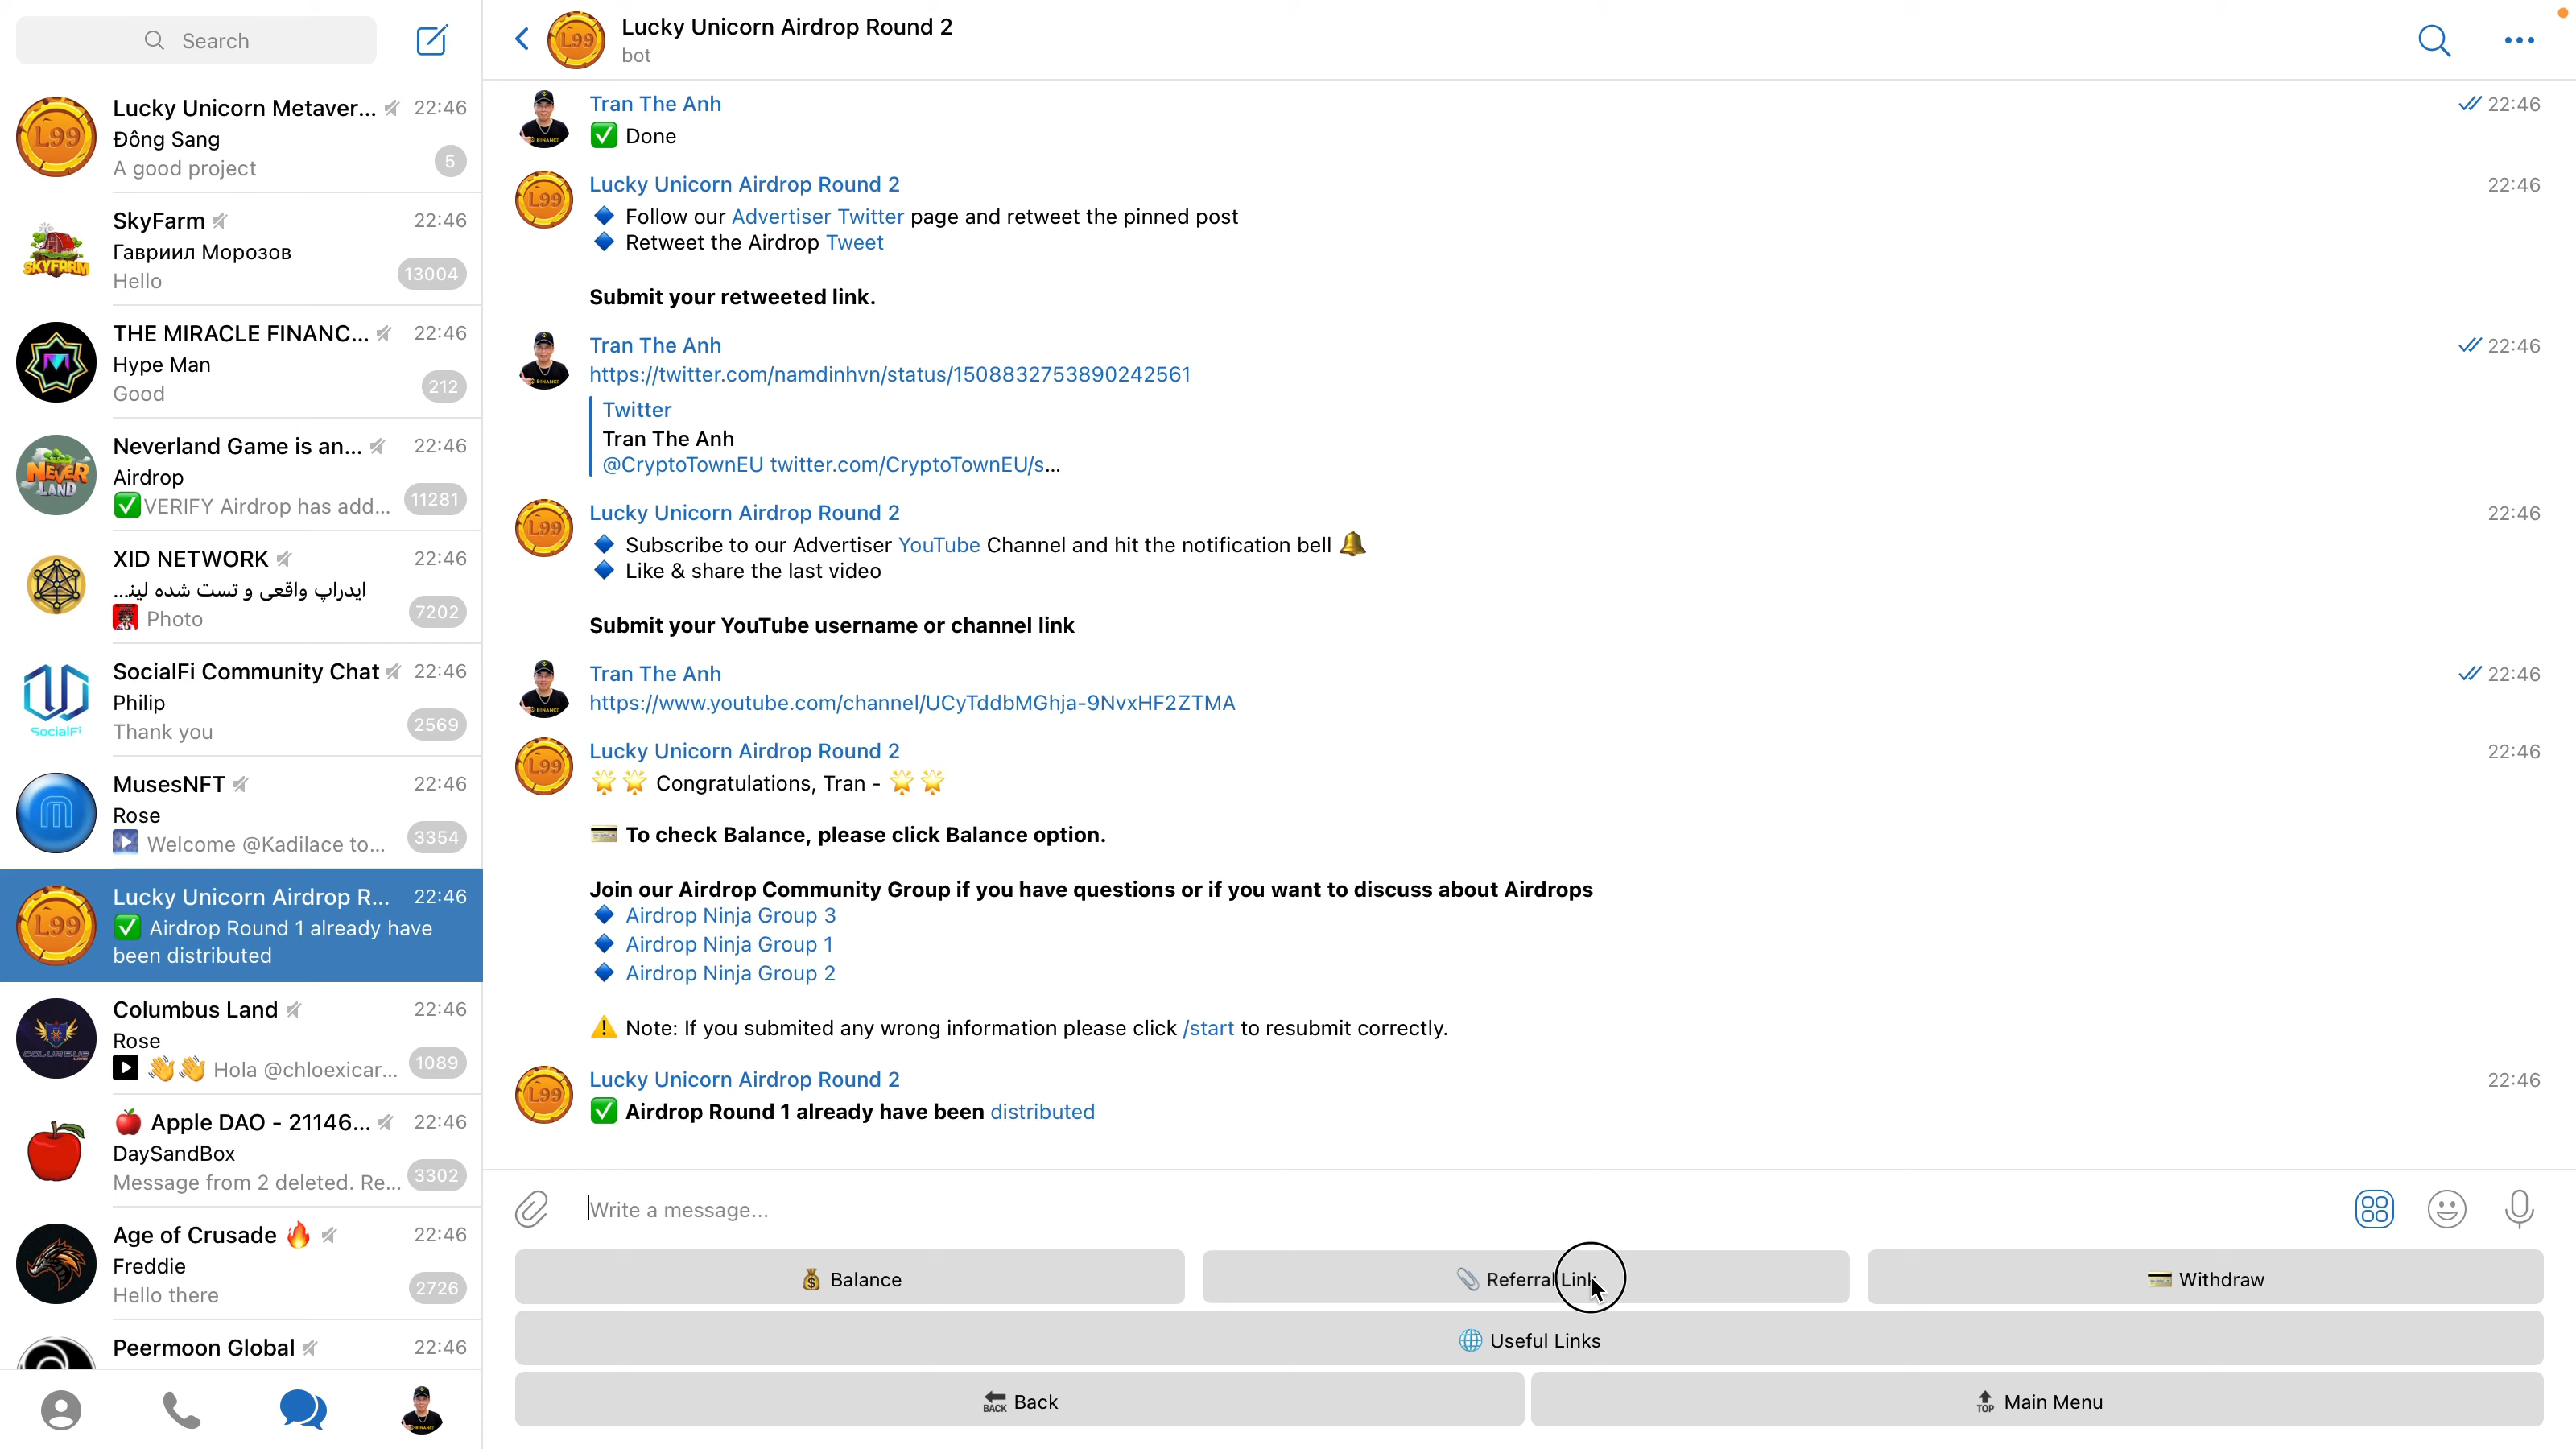 Search
Lucky Unicorn Metaver... 22:46
Đông Sang
A good project 5
SkyFarm 22:46
Гавриил Морозов
Hello 13004
THE MIRACLE FINANC... 22:46
Hype Man
Good 212
Neverland Game is an... 22:46
Airdrop
✅VERIFY Airdrop has add... 11281
XID NETWORK 22:46
ایدراپ واقعی و تست شده لینـ...
Photo 7202
SocialFi Community Chat 22:46
Philip
Thank you 2569
MusesNFT 22:46
Rose
Welcome @Kadilace to... 3354
Lucky Unicorn Airdrop R... 22:46
✅ Airdrop Round 1 already have
been distributed
Columbus Land 22:46
Rose
👋👋 Hola @chloexicar... 1089
🍎 Apple DAO - 21146... 22:46
DaySandBox
Message from 2 deleted. Re... 3302
Age of Crusade 🔥 22:46
Freddie
Hello there 2726
Peermoon Global 22:46
L99
L99
SKYFARM
NEVER
LAND
SocialFi
COLUMBUS
Lucky Unicorn Airdrop Round 2
bot
Tran The Anh 22:46
✅ Done
Lucky Unicorn Airdrop Round 2 22:46
🔹 Follow our Advertiser Twitter page and retweet the pinned post
🔹 Retweet the Airdrop Tweet
Submit your retweeted link.
Tran The Anh 22:46
https://twitter.com/namdinhvn/status/1508832753890242561
Twitter
Tran The Anh
@CryptoTownEU twitter.com/CryptoTownEU/s...
Lucky Unicorn Airdrop Round 2 22:46
🔹 Subscribe to our Advertiser YouTube Channel and hit the notification bell 🔔
🔹 Like & share the last video
Submit your YouTube username or channel link
Tran The Anh 22:46
https://www.youtube.com/channel/UCyTddbMGhja-9NvxHF2ZTMA
Lucky Unicorn Airdrop Round 2 22:46
🌟🌟 Congratulations, Tran - 🌟🌟
💳 To check Balance, please click Balance option.
Join our Airdrop Community Group if you have questions or if you want to discuss about Airdrops
🔹 Airdrop Ninja Group 3
🔹 Airdrop Ninja Group 1
🔹 Airdrop Ninja Group 2
⚠️ Note: If you submited any wrong information please click /start to resubmit correctly.
Lucky Unicorn Airdrop Round 2 22:46
✅ Airdrop Round 1 already have been distributed
Write a message...
💰 Balance
📎 Referral Link
💳 Withdraw
🌐 Useful Links
🔙 Back
🔝 Main Menu